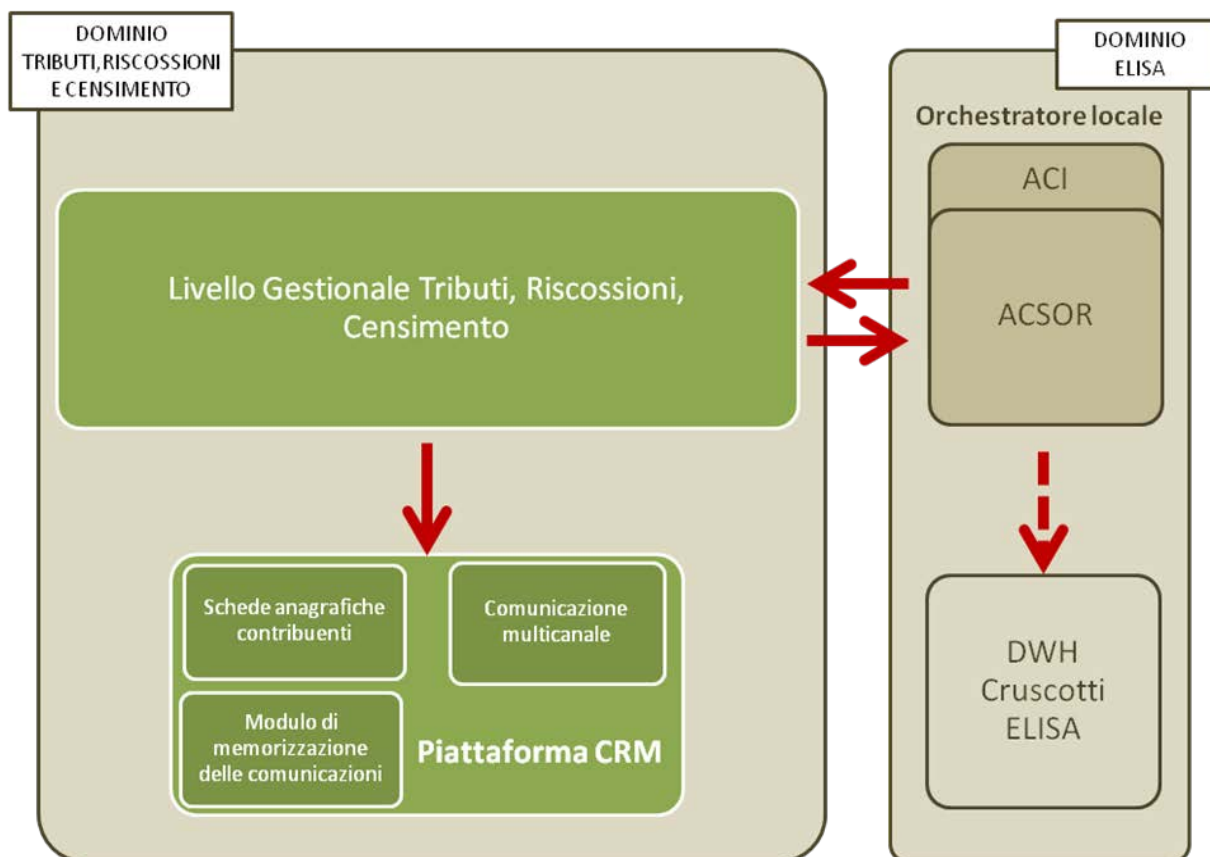 DOMINIO
TRIBUTI, RISCOSSIONI
E CENSIMENTO
DOMINIO
ELISA
Orchestratore locale
ACI
ACSOR
Livello Gestionale Tributi, Riscossioni,
Censimento
Schede anagrafiche
contribuenti
Comunicazione
multicanale
Modulo di
memorizzazione
delle comunicazioni
Piattaforma CRM
DWH
Cruscotti
ELISA